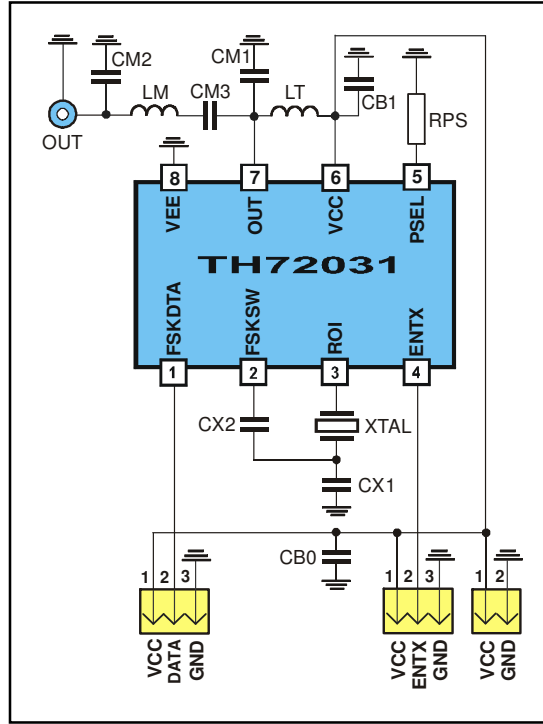 CM2
CM1
LM
CM3
LT
CB1
RPS
OUT
8
7
6
5
VEE
OUT
VCC
PSEL
TH72031
FSKDTA
FSKSW
ROI
ENTX
1
2
3
4
CX2
XTAL
CX1
CB0
1 2 3
1 2 3
1 2
VCC
DATA
GND
VCC
ENTX
GND
VCC
GND